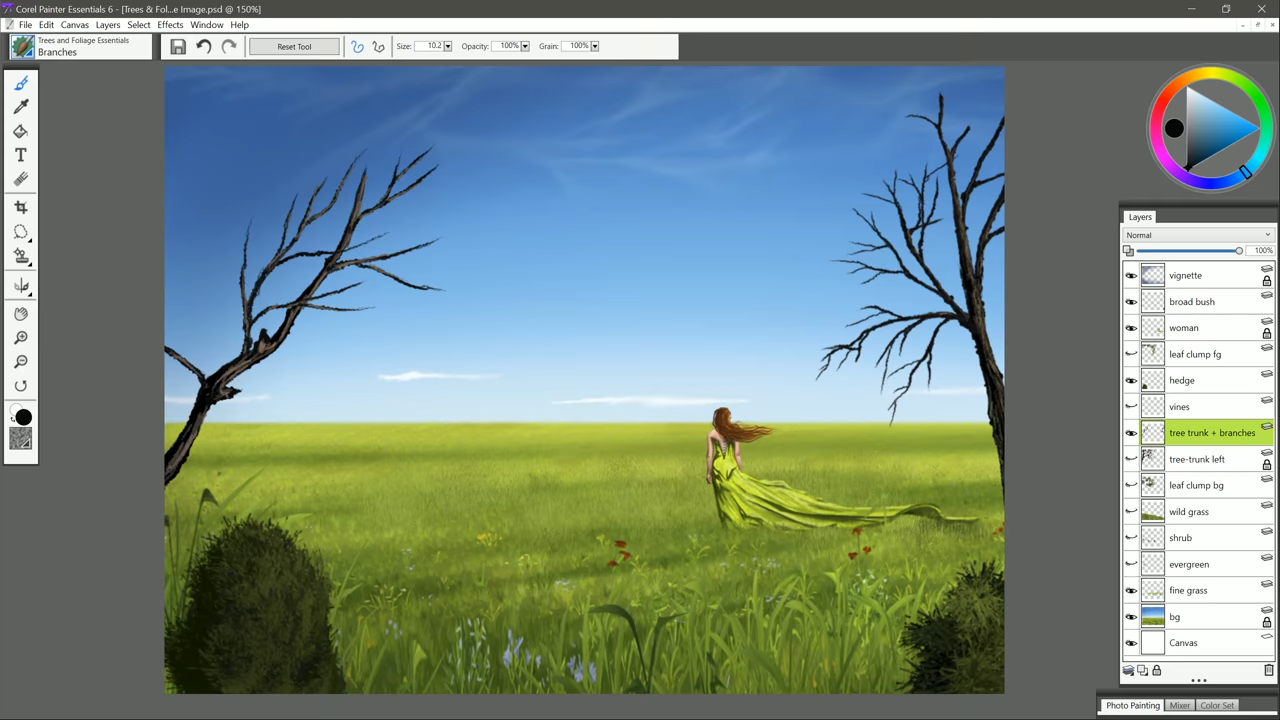 Corel Painter Essentials 6 - [Trees & Fol...e Image.psd @ 150%]
File Edit Canvas Layers Select Effects Window Help
Trees and Foliage Essentials
Branches
Reset Tool
Size: 10.2
Opacity: 100%
Grain: 100%
Layers
Normal
100%
vignette
broad bush
woman
leaf clump fg
hedge
vines
tree trunk + branches
tree-trunk left
leaf clump bg
wild grass
shrub
evergreen
fine grass
bg
Canvas
Photo Painting Mixer Color Set